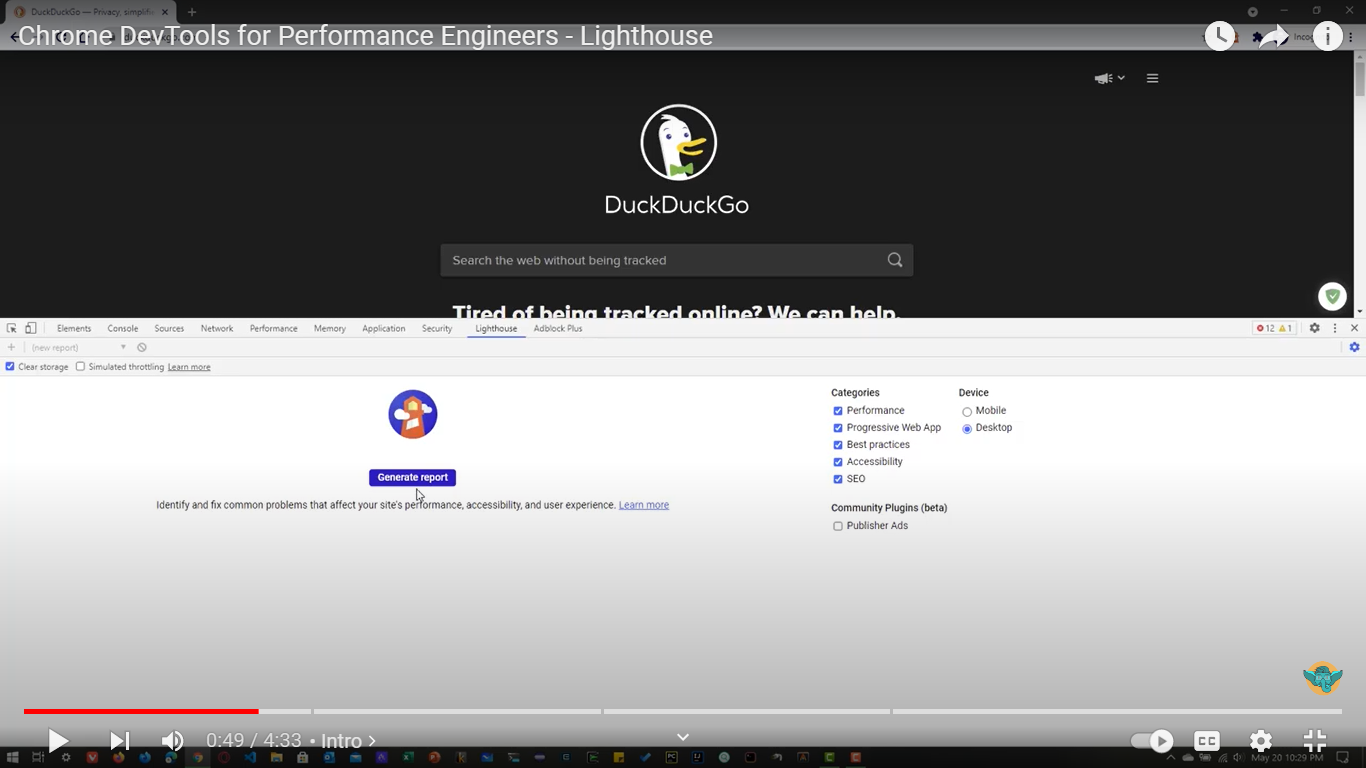 DuckDuckGo — Privacy, simplifi
Chrome DevTools for Performance Engineers - Lighthouse
DuckDuckGo
Search the web without being tracked
Tired of being tracked online? We can help.
Elements Console Sources Network Performance Memory Application Security Lighthouse Adblock Plus 12 1
(new report)
Clear storage Simulated throttling Learn more
Categories Device
Performance Mobile
Progressive Web App Desktop
Best practices
Accessibility
SEO
Generate report
Identify and fix common problems that affect your site's performance, accessibility, and user experience. Learn more
Community Plugins (beta)
Publisher Ads
0:49 / 4:33 • Intro
CC
May 20 10:29 PM